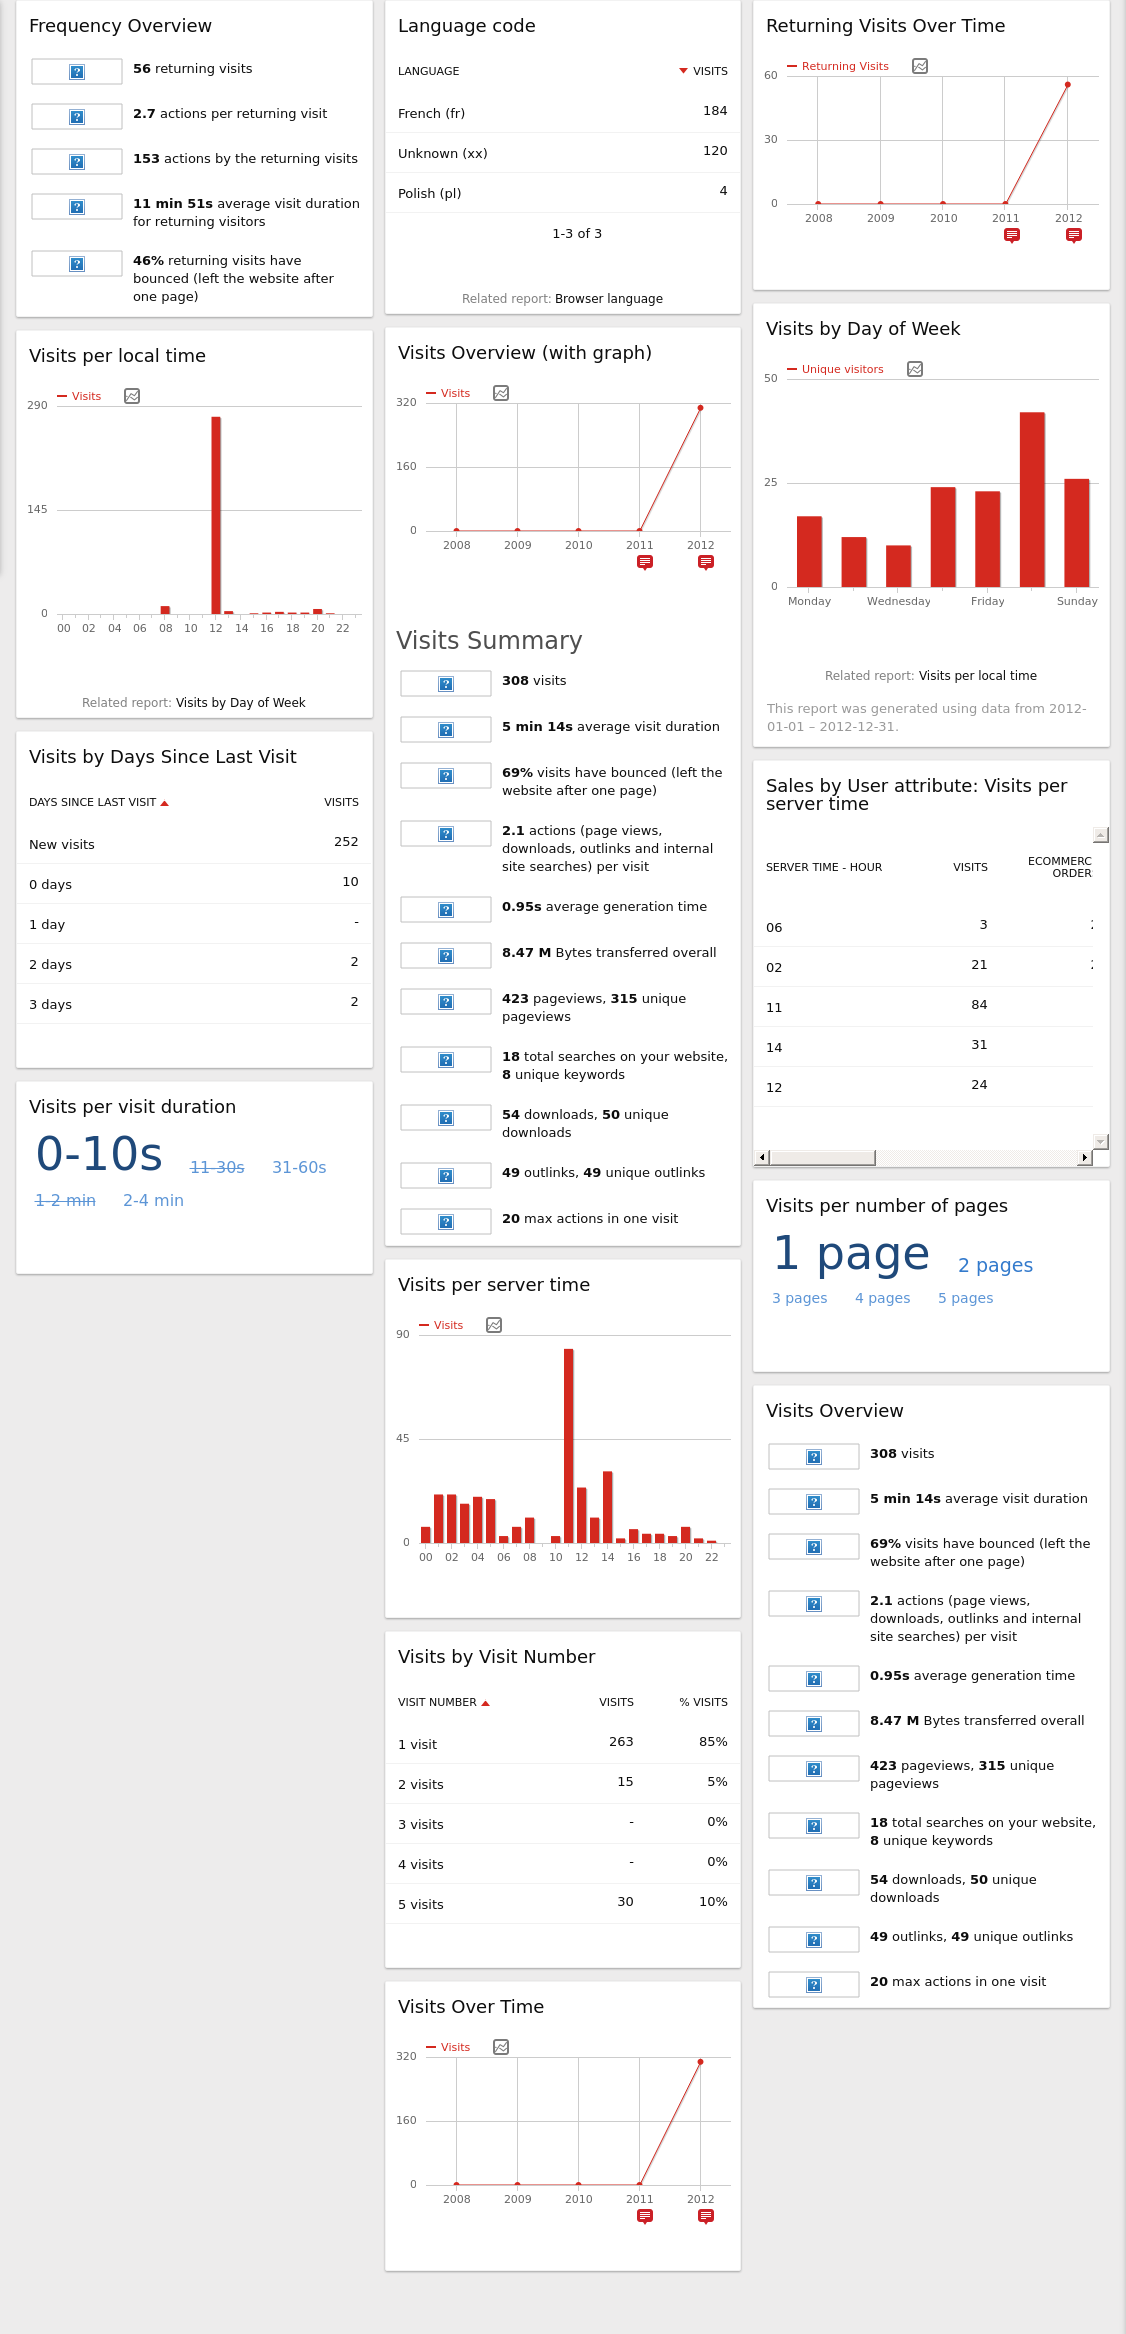 Frequency Overview
56 returning visits
2.7 actions per returning visit
153 actions by the returning visits
11 min 51s average visit duration
for returning visitors
46% returning visits have
bounced (left the website after
one page)
Visits per local time
Visits
290
145
0
00 02 04 06 08 10 12 14 16 18 20 22
Related report: Visits by Day of Week
Visits by Days Since Last Visit
DAYS SINCE LAST VISIT VISITS
New visits 252
0 days 10
1 day -
2 days 2
3 days 2
Visits per visit duration
0-10s 11-30s 31-60s
1-2 min 2-4 min
Language code
LANGUAGE VISITS
French (fr) 184
Unknown (xx) 120
Polish (pl) 4
1-3 of 3
Related report: Browser language
Visits Overview (with graph)
Visits
320
160
0
2008 2009 2010 2011 2012
Visits Summary
308 visits
5 min 14s average visit duration
69% visits have bounced (left the
website after one page)
2.1 actions (page views,
downloads, outlinks and internal
site searches) per visit
0.95s average generation time
8.47 M Bytes transferred overall
423 pageviews, 315 unique
pageviews
18 total searches on your website,
8 unique keywords
54 downloads, 50 unique
downloads
49 outlinks, 49 unique outlinks
20 max actions in one visit
Visits per server time
Visits
90
45
0
00 02 04 06 08 10 12 14 16 18 20 22
Visits by Visit Number
VISIT NUMBER VISITS % VISITS
1 visit 263 85%
2 visits 15 5%
3 visits - 0%
4 visits - 0%
5 visits 30 10%
Visits Over Time
Visits
320
160
0
2008 2009 2010 2011 2012
Returning Visits Over Time
Returning Visits
60
30
0
2008 2009 2010 2011 2012
Visits by Day of Week
Unique visitors
50
25
0
Monday Wednesday Friday Sunday
Related report: Visits per local time
This report was generated using data from 2012-
01-01 – 2012-12-31.
Sales by User attribute: Visits per
server time
SERVER TIME - HOUR VISITS ECOMMERC
ORDER
06 3
02 21
11 84
14 31
12 24
Visits per number of pages
1 page 2 pages
3 pages 4 pages 5 pages
Visits Overview
308 visits
5 min 14s average visit duration
69% visits have bounced (left the
website after one page)
2.1 actions (page views,
downloads, outlinks and internal
site searches) per visit
0.95s average generation time
8.47 M Bytes transferred overall
423 pageviews, 315 unique
pageviews
18 total searches on your website,
8 unique keywords
54 downloads, 50 unique
downloads
49 outlinks, 49 unique outlinks
20 max actions in one visit